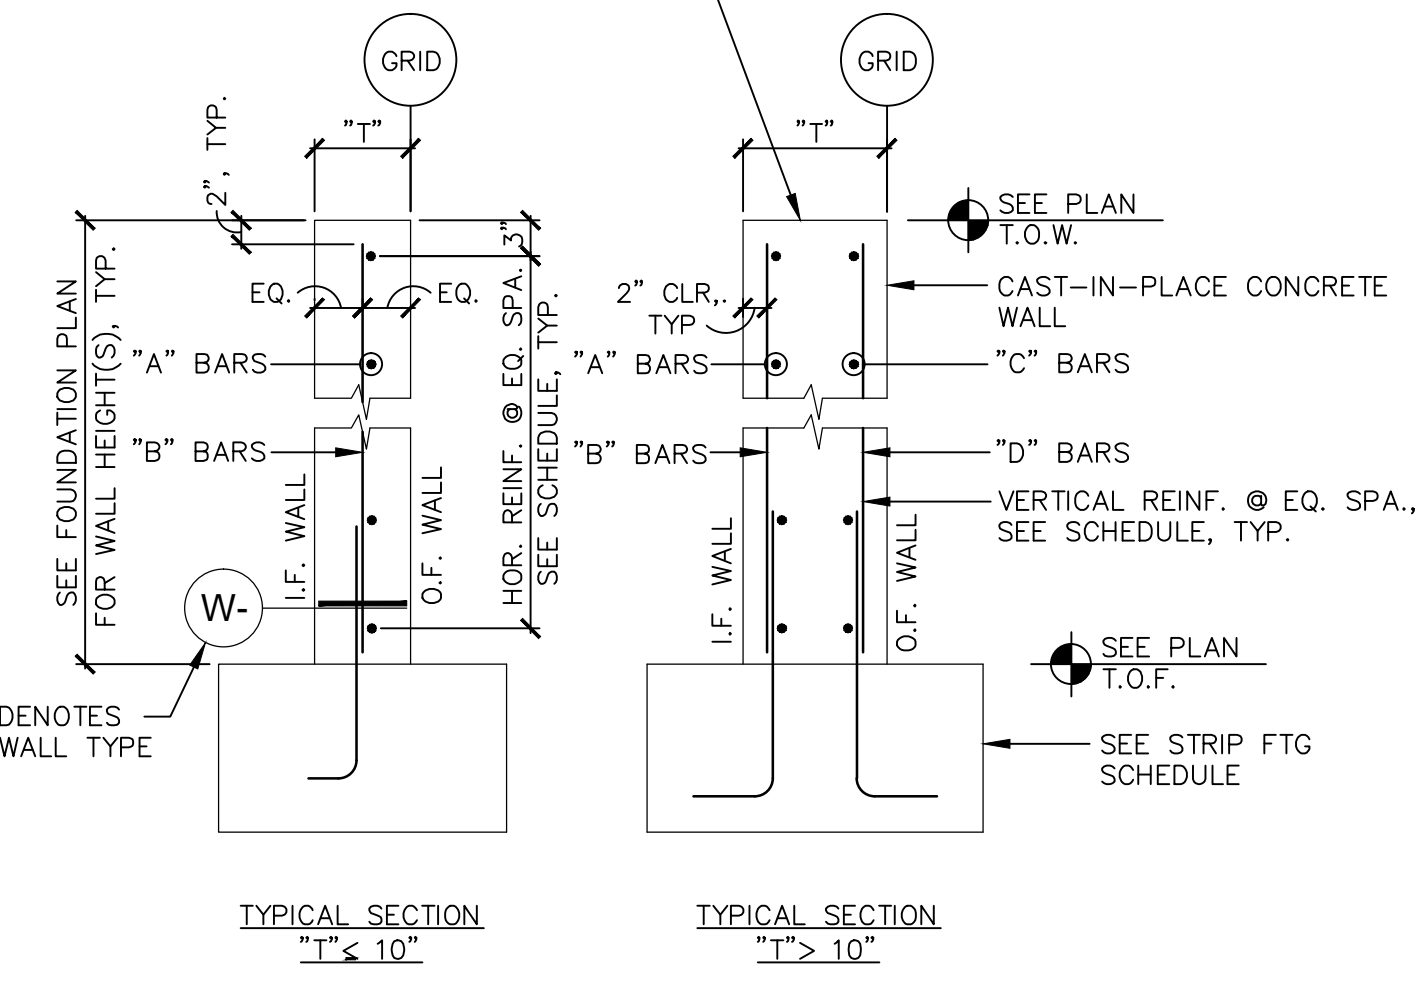 GRID
GRID
"T"
"T"
2", TYP.
3"
SEE PLAN
T.O.W.
EQ.
EQ.
2" CLR,.
TYP
CAST-IN-PLACE CONCRETE
WALL
SEE FOUNDATION PLAN
FOR WALL HEIGHT(S), TYP.
HOR. REINF. @ EQ. SPA.
SEE SCHEDULE, TYP.
"A" BARS
"A" BARS
"C" BARS
"B" BARS
"B" BARS
"D" BARS
VERTICAL REINF. @ EQ. SPA.,
SEE SCHEDULE, TYP.
I.F. WALL
O.F. WALL
I.F. WALL
O.F. WALL
W-
DENOTES
WALL TYPE
SEE PLAN
T.O.F.
SEE STRIP FTG
SCHEDULE
TYPICAL SECTION
"T"≤ 10"
TYPICAL SECTION
"T"> 10"